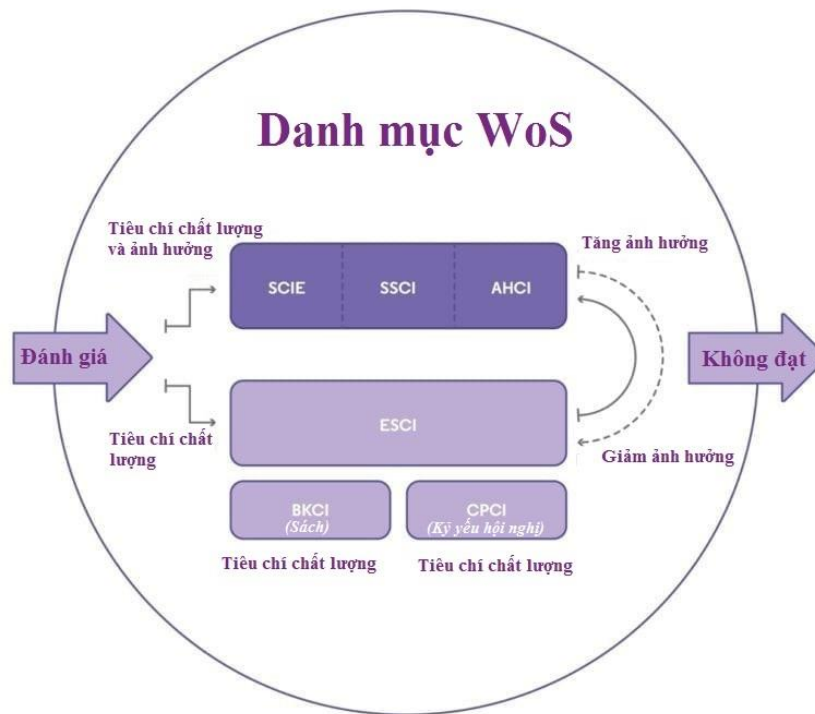 Danh mục WoS
Tiêu chí chất lượng
và ảnh hưởng
Tăng ảnh hưởng
SCIE
SSCI
AHCI
Đánh giá
Không đạt
Tiêu chí chất
lượng
ESCI
Giảm ảnh hưởng
BKCI
(Sách)
CPCI
(Kỷ yếu hội nghị)
Tiêu chí chất lượng
Tiêu chí chất lượng